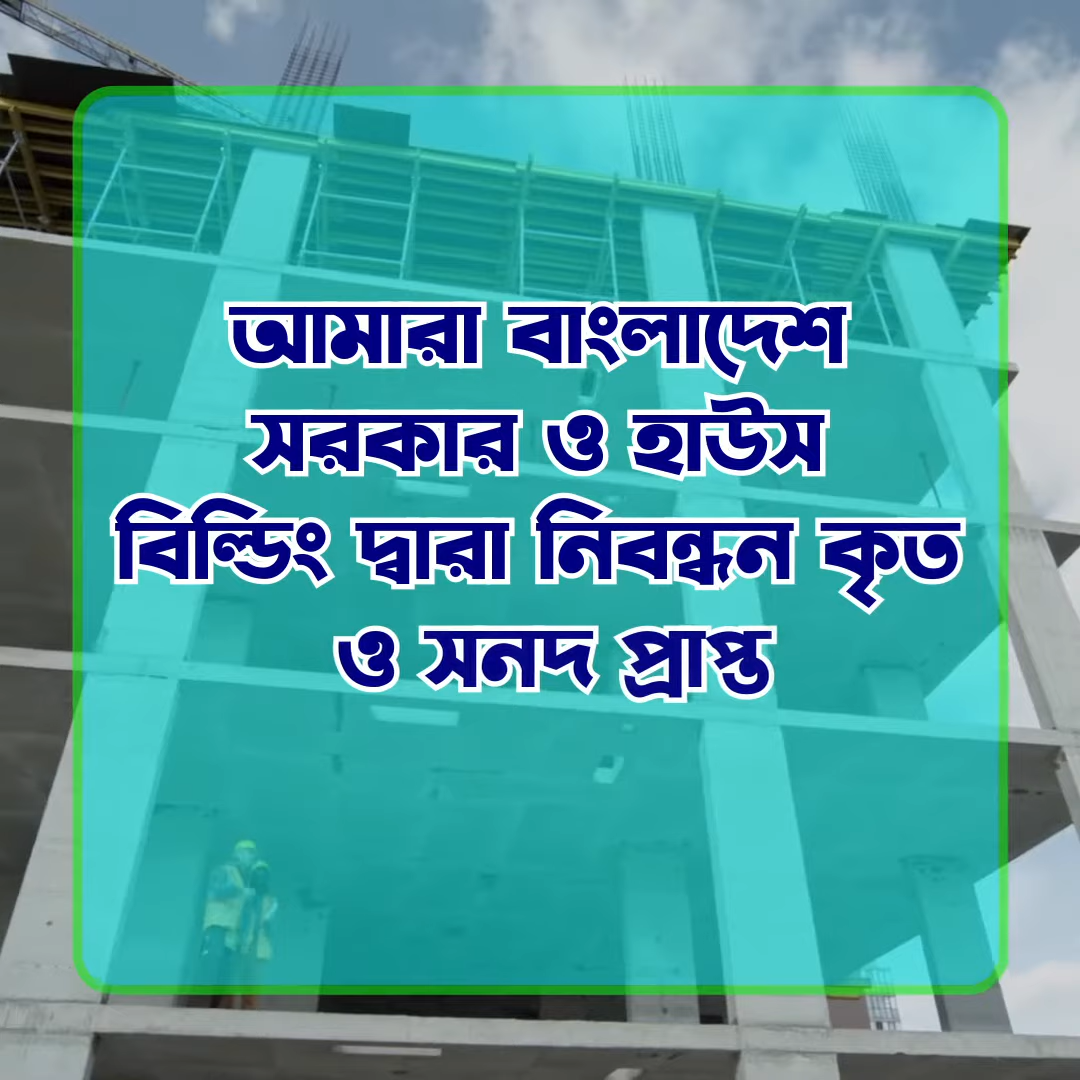 আমারা বাংলাদেশ
সরকার ও হাউস
বিল্ডিং দ্বারা নিবন্ধন কৃত
ও সনদ প্রাপ্ত